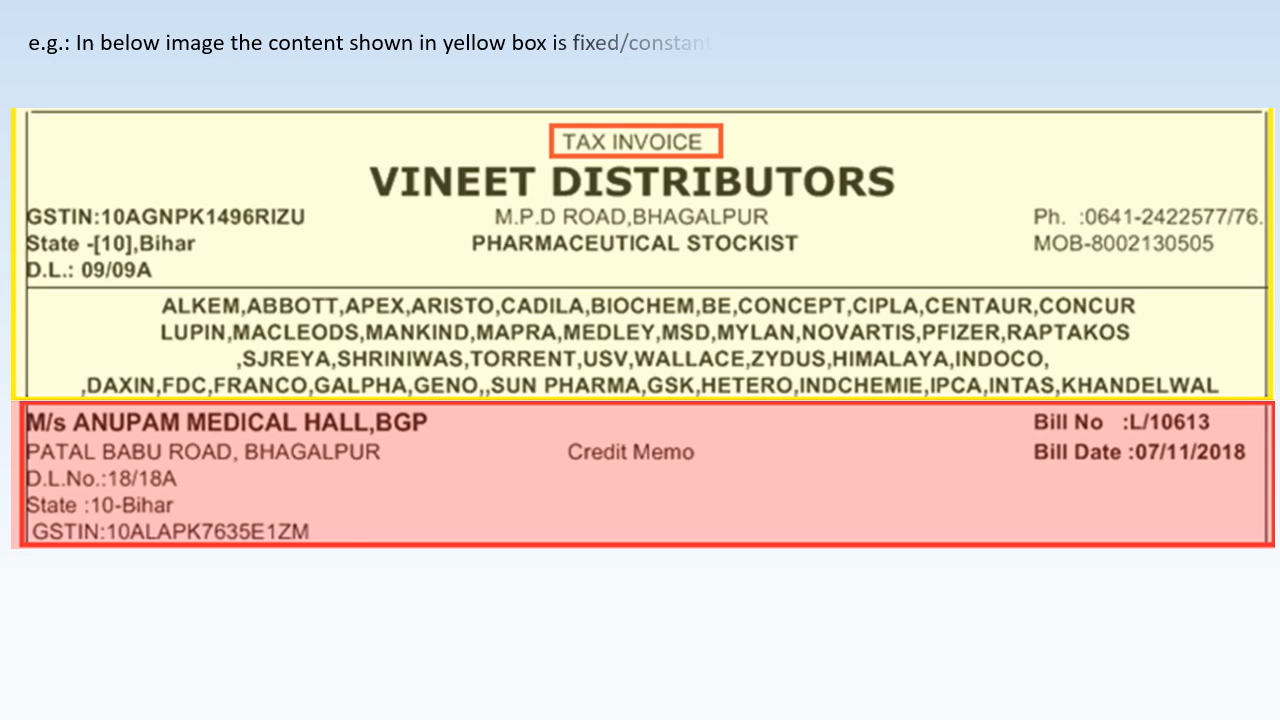 e.g.: In below image the content shown in yellow box is fixed/constant
TAX INVOICE
VINEET DISTRIBUTORS
GSTIN:10AGNPK1496RIZU M.P.D ROAD,BHAGALPUR Ph. :0641-2422577/76.
State -[10],Bihar PHARMACEUTICAL STOCKIST MOB-8002130505
D.L.: 09/09A
ALKEM,ABBOTT,APEX,ARISTO,CADILA,BIOCHEM,BE,CONCEPT,CIPLA,CENTAUR,CONCUR
LUPIN,MACLEODS,MANKIND,MAPRA,MEDLEY,MSD,MYLAN,NOVARTIS,PFIZER,RAPTAKOS
,SJREYA,SHRINIWAS,TORRENT,USV,WALLACE,ZYDUS,HIMALAYA,INDOCO,
,DAXIN,FDC,FRANCO,GALPHA,GENO,,SUN PHARMA,GSK,HETERO,INDCHEMIE,IPCA,INTAS,KHANDELWAL
M/s ANUPAM MEDICAL HALL,BGP Bill No :L/10613
PATAL BABU ROAD, BHAGALPUR Credit Memo Bill Date :07/11/2018
D.L.No.:18/18A
State :10-Bihar
GSTIN:10ALAPK7635E1ZM